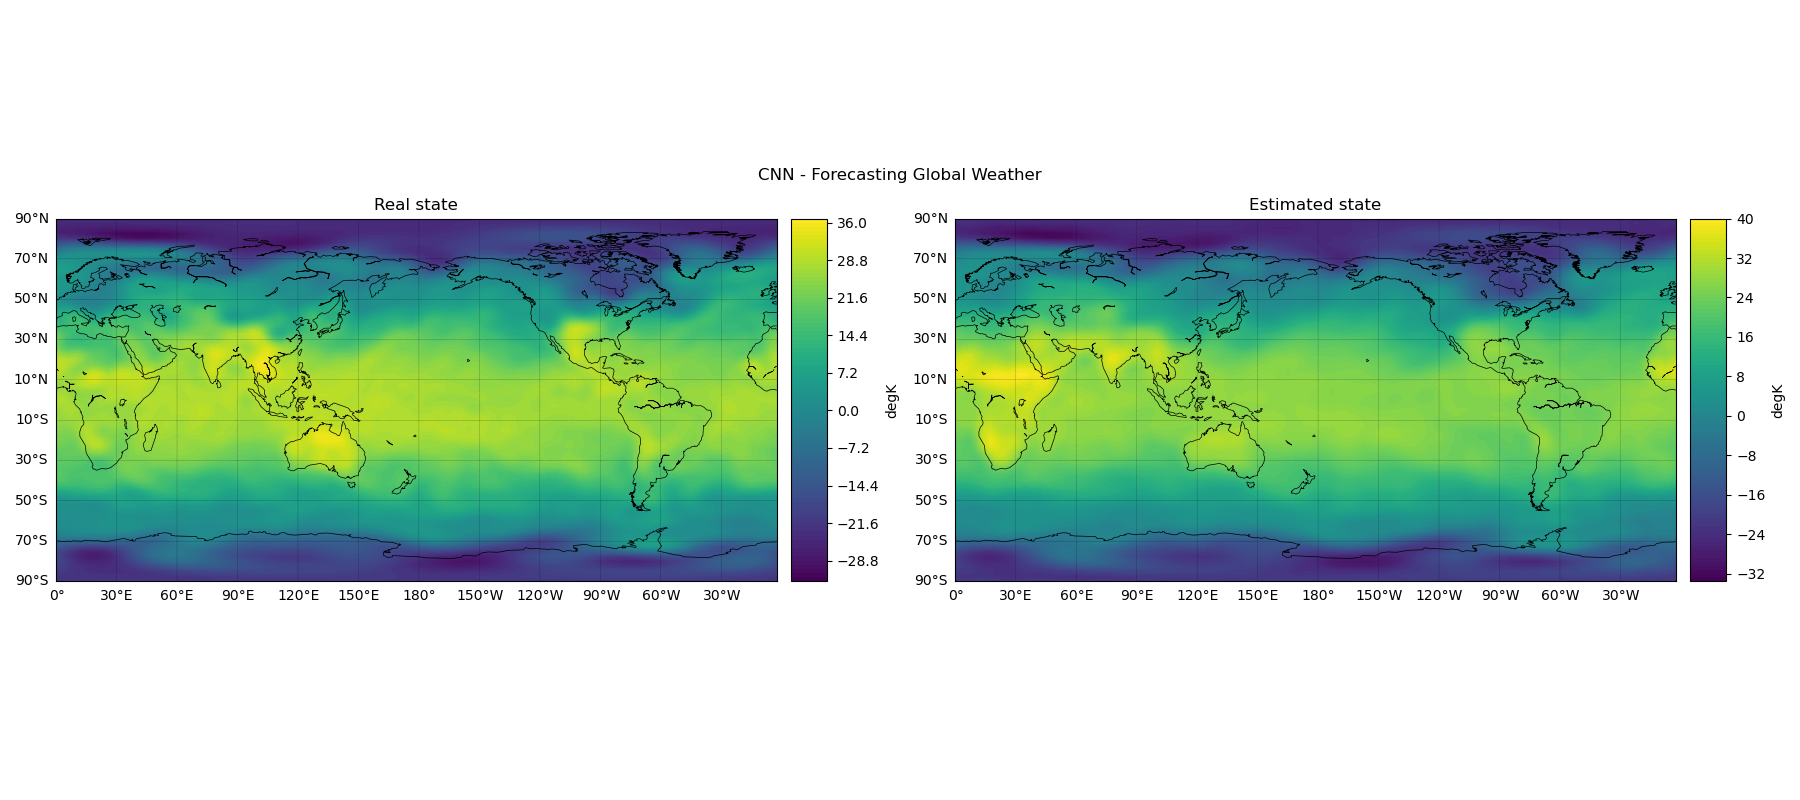 CNN - Forecasting Global Weather
Real state
90°N
70°N
50°N
30°N
10°N
10°S
30°S
50°S
70°S
90°S
0° 30°E 60°E 90°E 120°E 150°E 180° 150°W 120°W 90°W 60°W 30°W
36.0
28.8
21.6
14.4
7.2
0.0
−7.2
−14.4
−21.6
−28.8
degK
Estimated state
90°N
70°N
50°N
30°N
10°N
10°S
30°S
50°S
70°S
90°S
0° 30°E 60°E 90°E 120°E 150°E 180° 150°W 120°W 90°W 60°W 30°W
40
32
24
16
8
0
−8
−16
−24
−32
degK